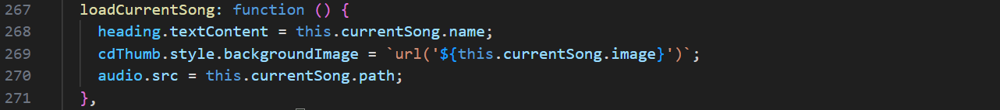 267 loadCurrentSong: function () {
268 heading.textContent = this.currentSong.name;
269 cdThumb.style.backgroundImage = `url('${this.currentSong.image}')`;
270 audio.src = this.currentSong.path;
271 },